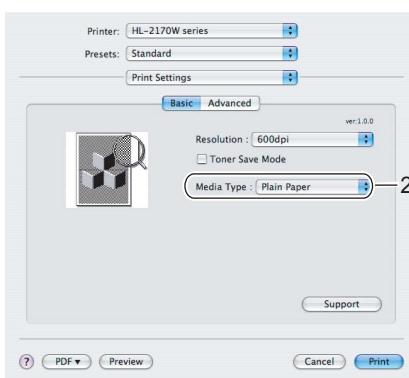 Printer: HL-2170W series
Presets: Standard
Print Settings
Basic Advanced
ver:1.0.0
Resolution : 600dpi
Toner Save Mode
Media Type : Plain Paper 2
Support
? PDF▼ Preview Cancel Print